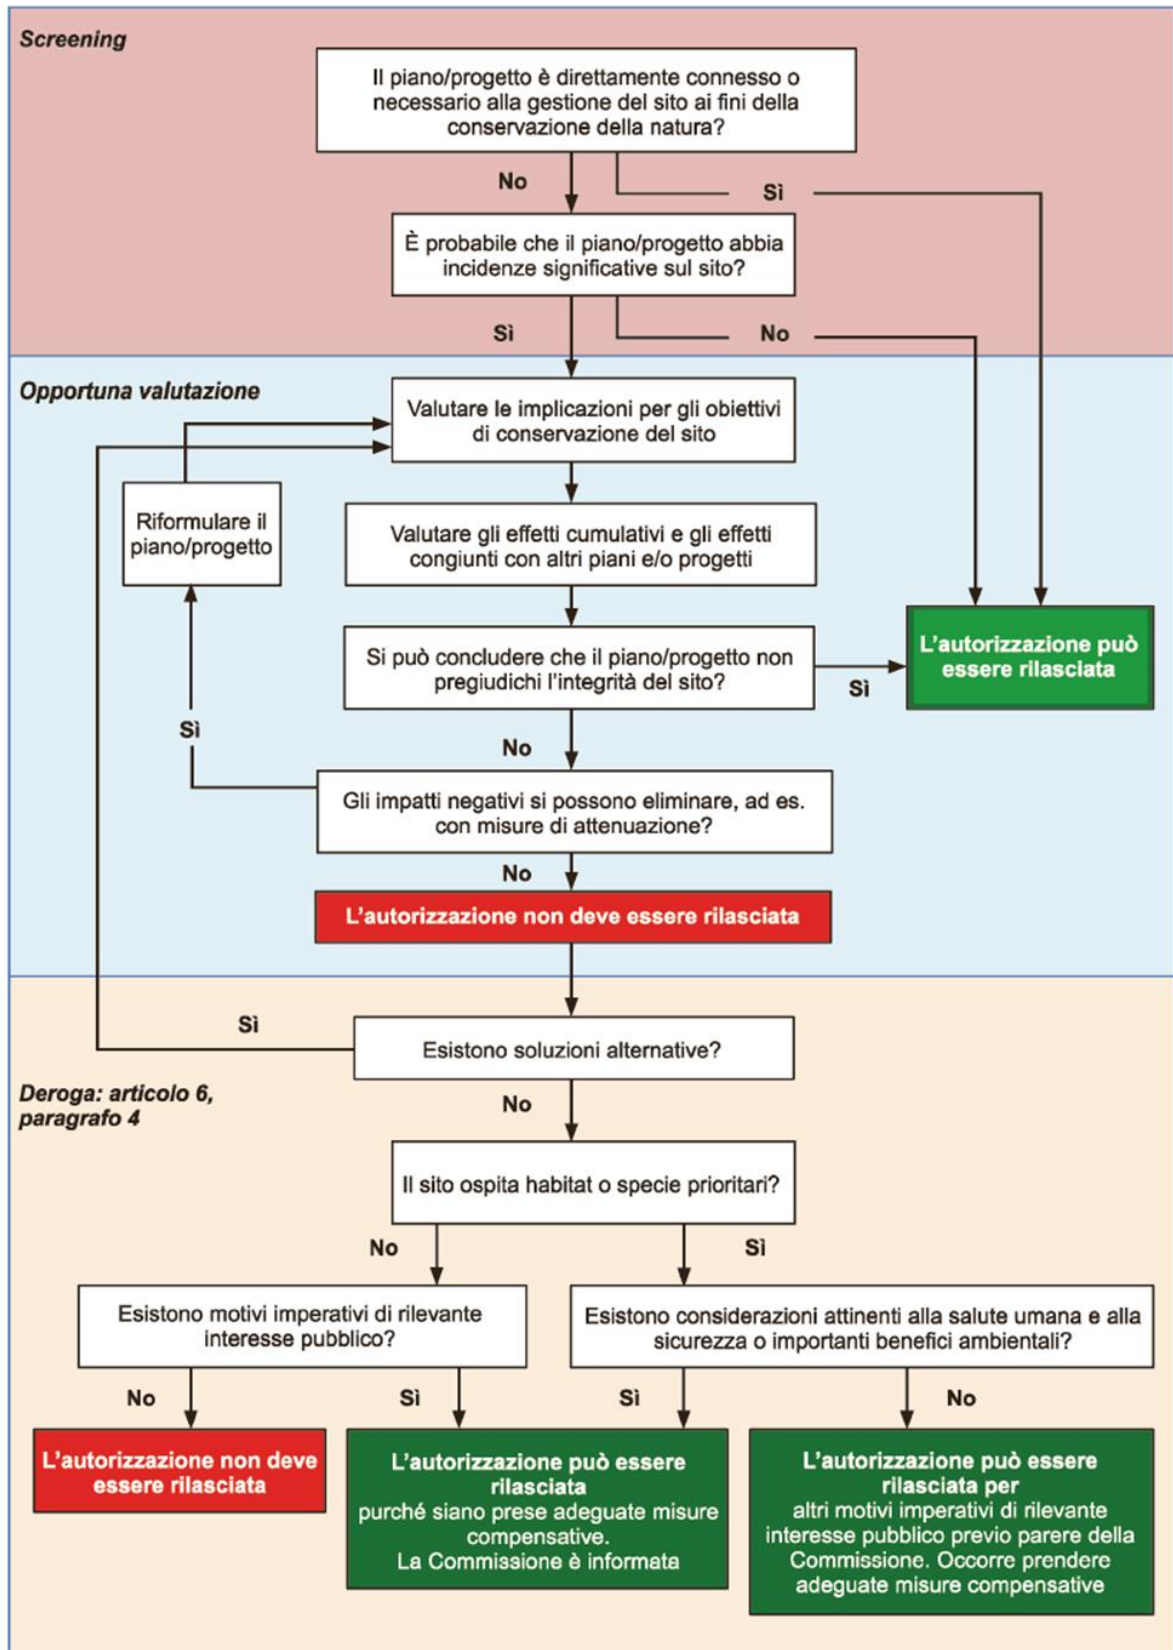 Screening
Il piano/progetto è direttamente connesso o
necessario alla gestione del sito ai fini della
conservazione della natura?
No
Sì
È probabile che il piano/progetto abbia
incidenze significative sul sito?
Sì
No
Opportuna valutazione
Valutare le implicazioni per gli obiettivi
di conservazione del sito
Riformulare il
piano/progetto
Valutare gli effetti cumulativi e gli effetti
congiunti con altri piani e/o progetti
Si può concludere che il piano/progetto non
pregiudichi l'integrità del sito?
Sì
L'autorizzazione può
essere rilasciata
Sì
No
Gli impatti negativi si possono eliminare, ad es.
con misure di attenuazione?
No
L'autorizzazione non deve essere rilasciata
Sì
Esistono soluzioni alternative?
Deroga: articolo 6,
paragrafo 4
No
Il sito ospita habitat o specie prioritari?
No
Sì
Esistono motivi imperativi di rilevante
interesse pubblico?
Esistono considerazioni attinenti alla salute umana e alla
sicurezza o importanti benefici ambientali?
No
Sì
Sì
No
L'autorizzazione non deve
essere rilasciata
L'autorizzazione può essere
rilasciata
purché siano prese adeguate misure
compensative.
La Commissione è informata
L'autorizzazione può essere
rilasciata per
altri motivi imperativi di rilevante
interesse pubblico previo parere della
Commissione. Occorre prendere
adeguate misure compensative